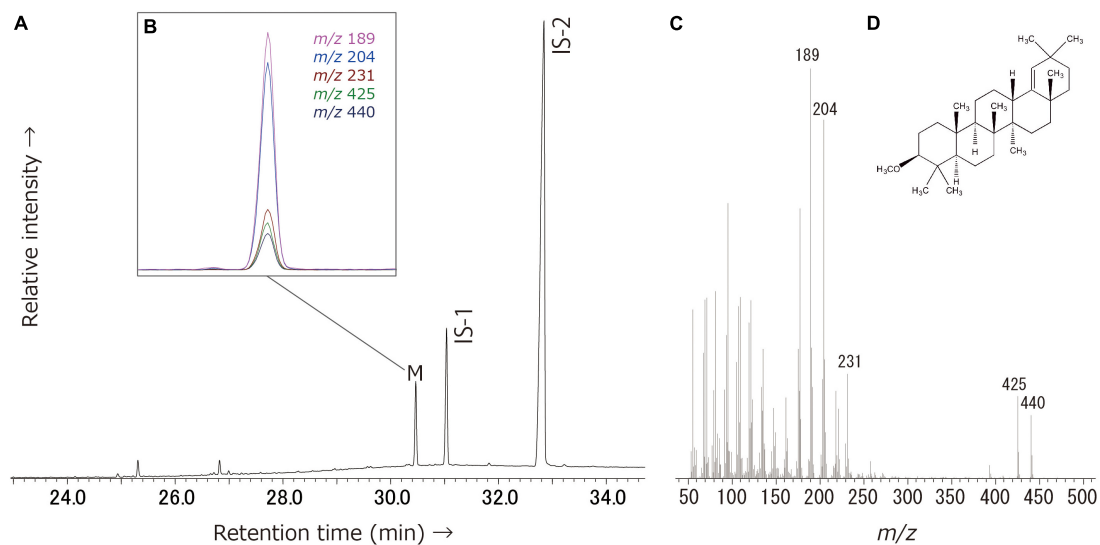 A
B
m/z 189
m/z 204
m/z 231
m/z 425
m/z 440
IS-2
IS-1
M
Relative intensity →
24.0 26.0 28.0 30.0 32.0 34.0
Retention time (min) →
C
189
204
231
425
440
50 100 150 200 250 300 350 400 450 500
m/z
D
H₃C CH₃
H CH₃
CH₃ CH₃
H CH₃
H₃CO
H
H₃C CH₃